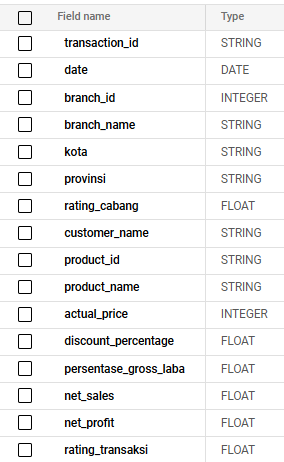 Field name Type
transaction_id STRING
date DATE
branch_id INTEGER
branch_name STRING
kota STRING
provinsi STRING
rating_cabang FLOAT
customer_name STRING
product_id STRING
product_name STRING
actual_price INTEGER
discount_percentage FLOAT
persentase_gross_laba FLOAT
net_sales FLOAT
net_profit FLOAT
rating_transaksi FLOAT